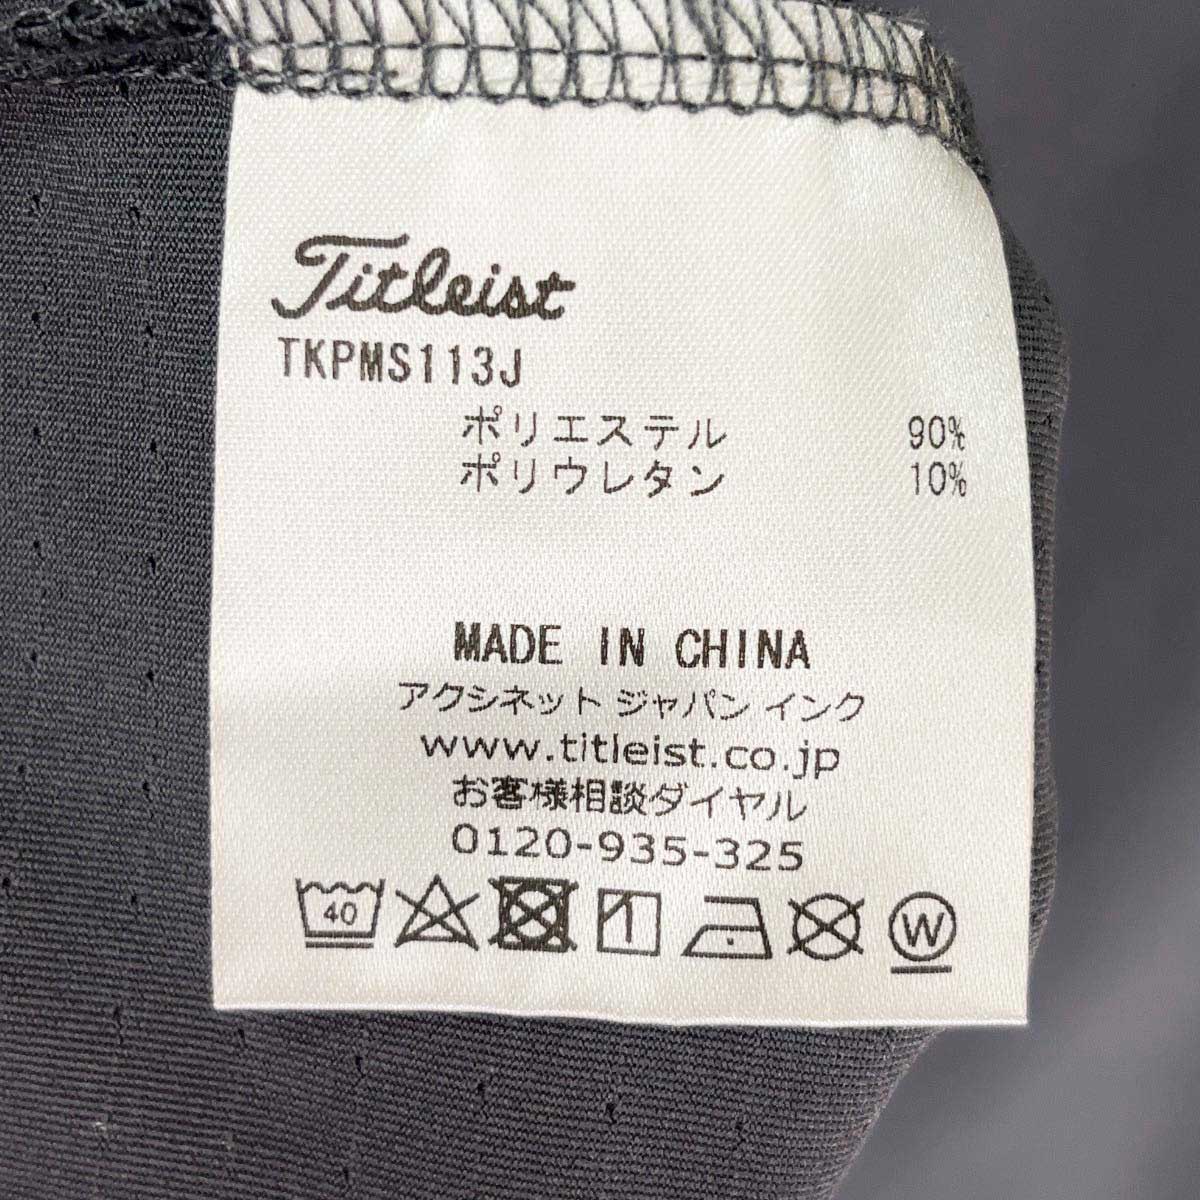 Titleist
TKPMS113J
ポリエステル 90%
ポリウレタン 10%
MADE IN CHINA
アクシネット ジャパン インク
www.titleist.co.jp
お客様相談ダイヤル
0120-935-325
40
W